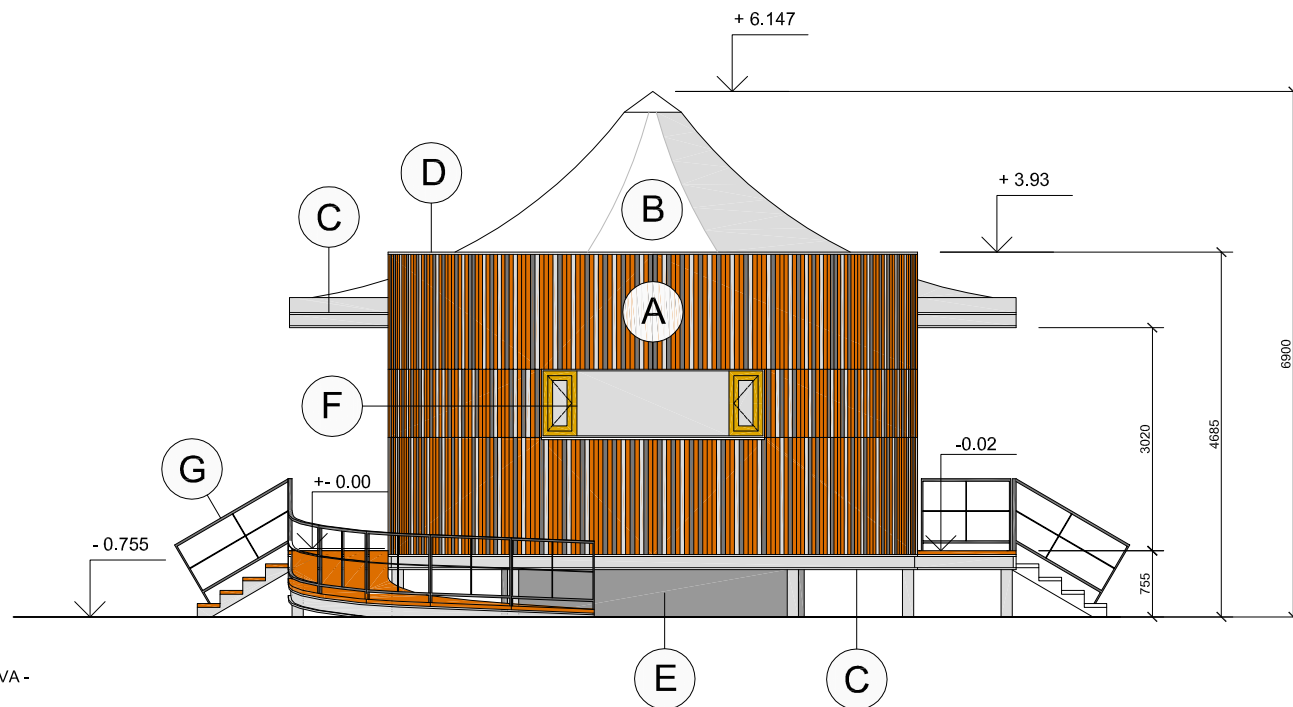 + 6.147
D
+ 3.93
C
B
A
6900
F
3020
4685
-0.02
G
+- 0.00
- 0.755
755
E
C
VA -